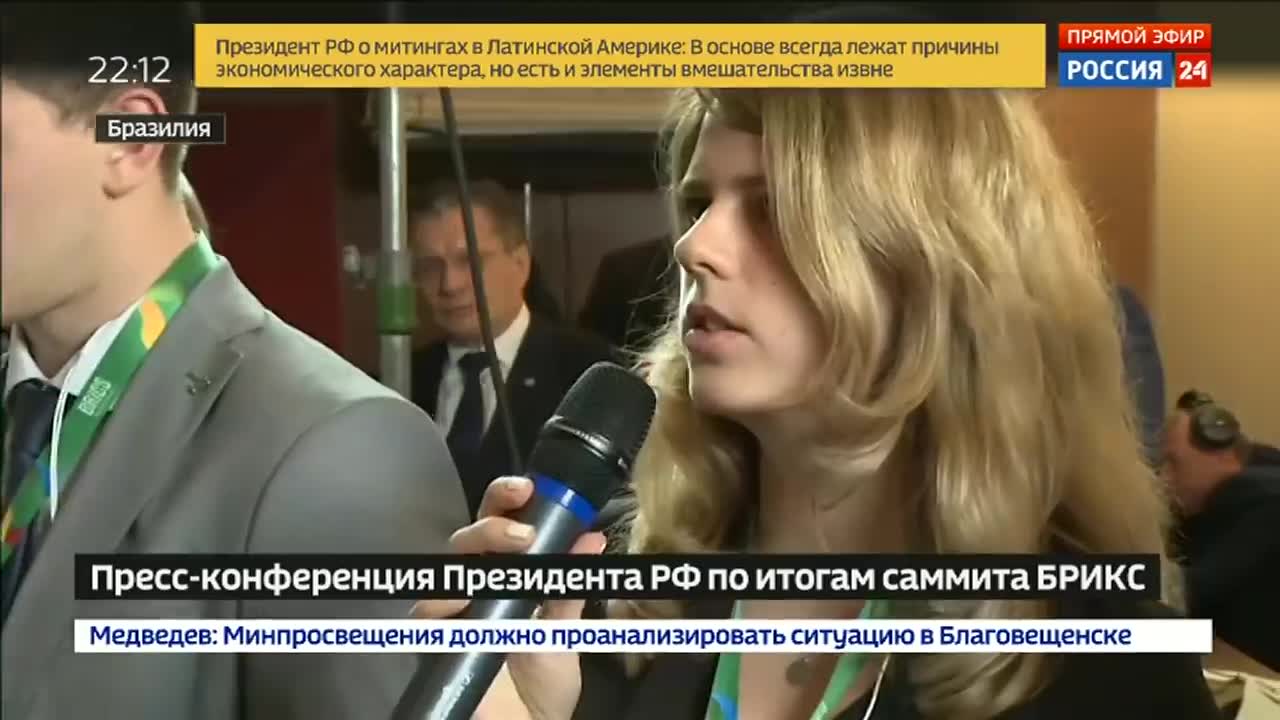 22:12
Президент РФ о митингах в Латинской Америке: В основе всегда лежат причины
экономического характера, но есть и элементы вмешательства извне
ПРЯМОЙ ЭФИР
РОССИЯ 24
Бразилия
BRICS
Пресс-конференция Президента РФ по итогам саммита БРИКС
Медведев: Минпросвещения должно проанализировать ситуацию в Благовещенске